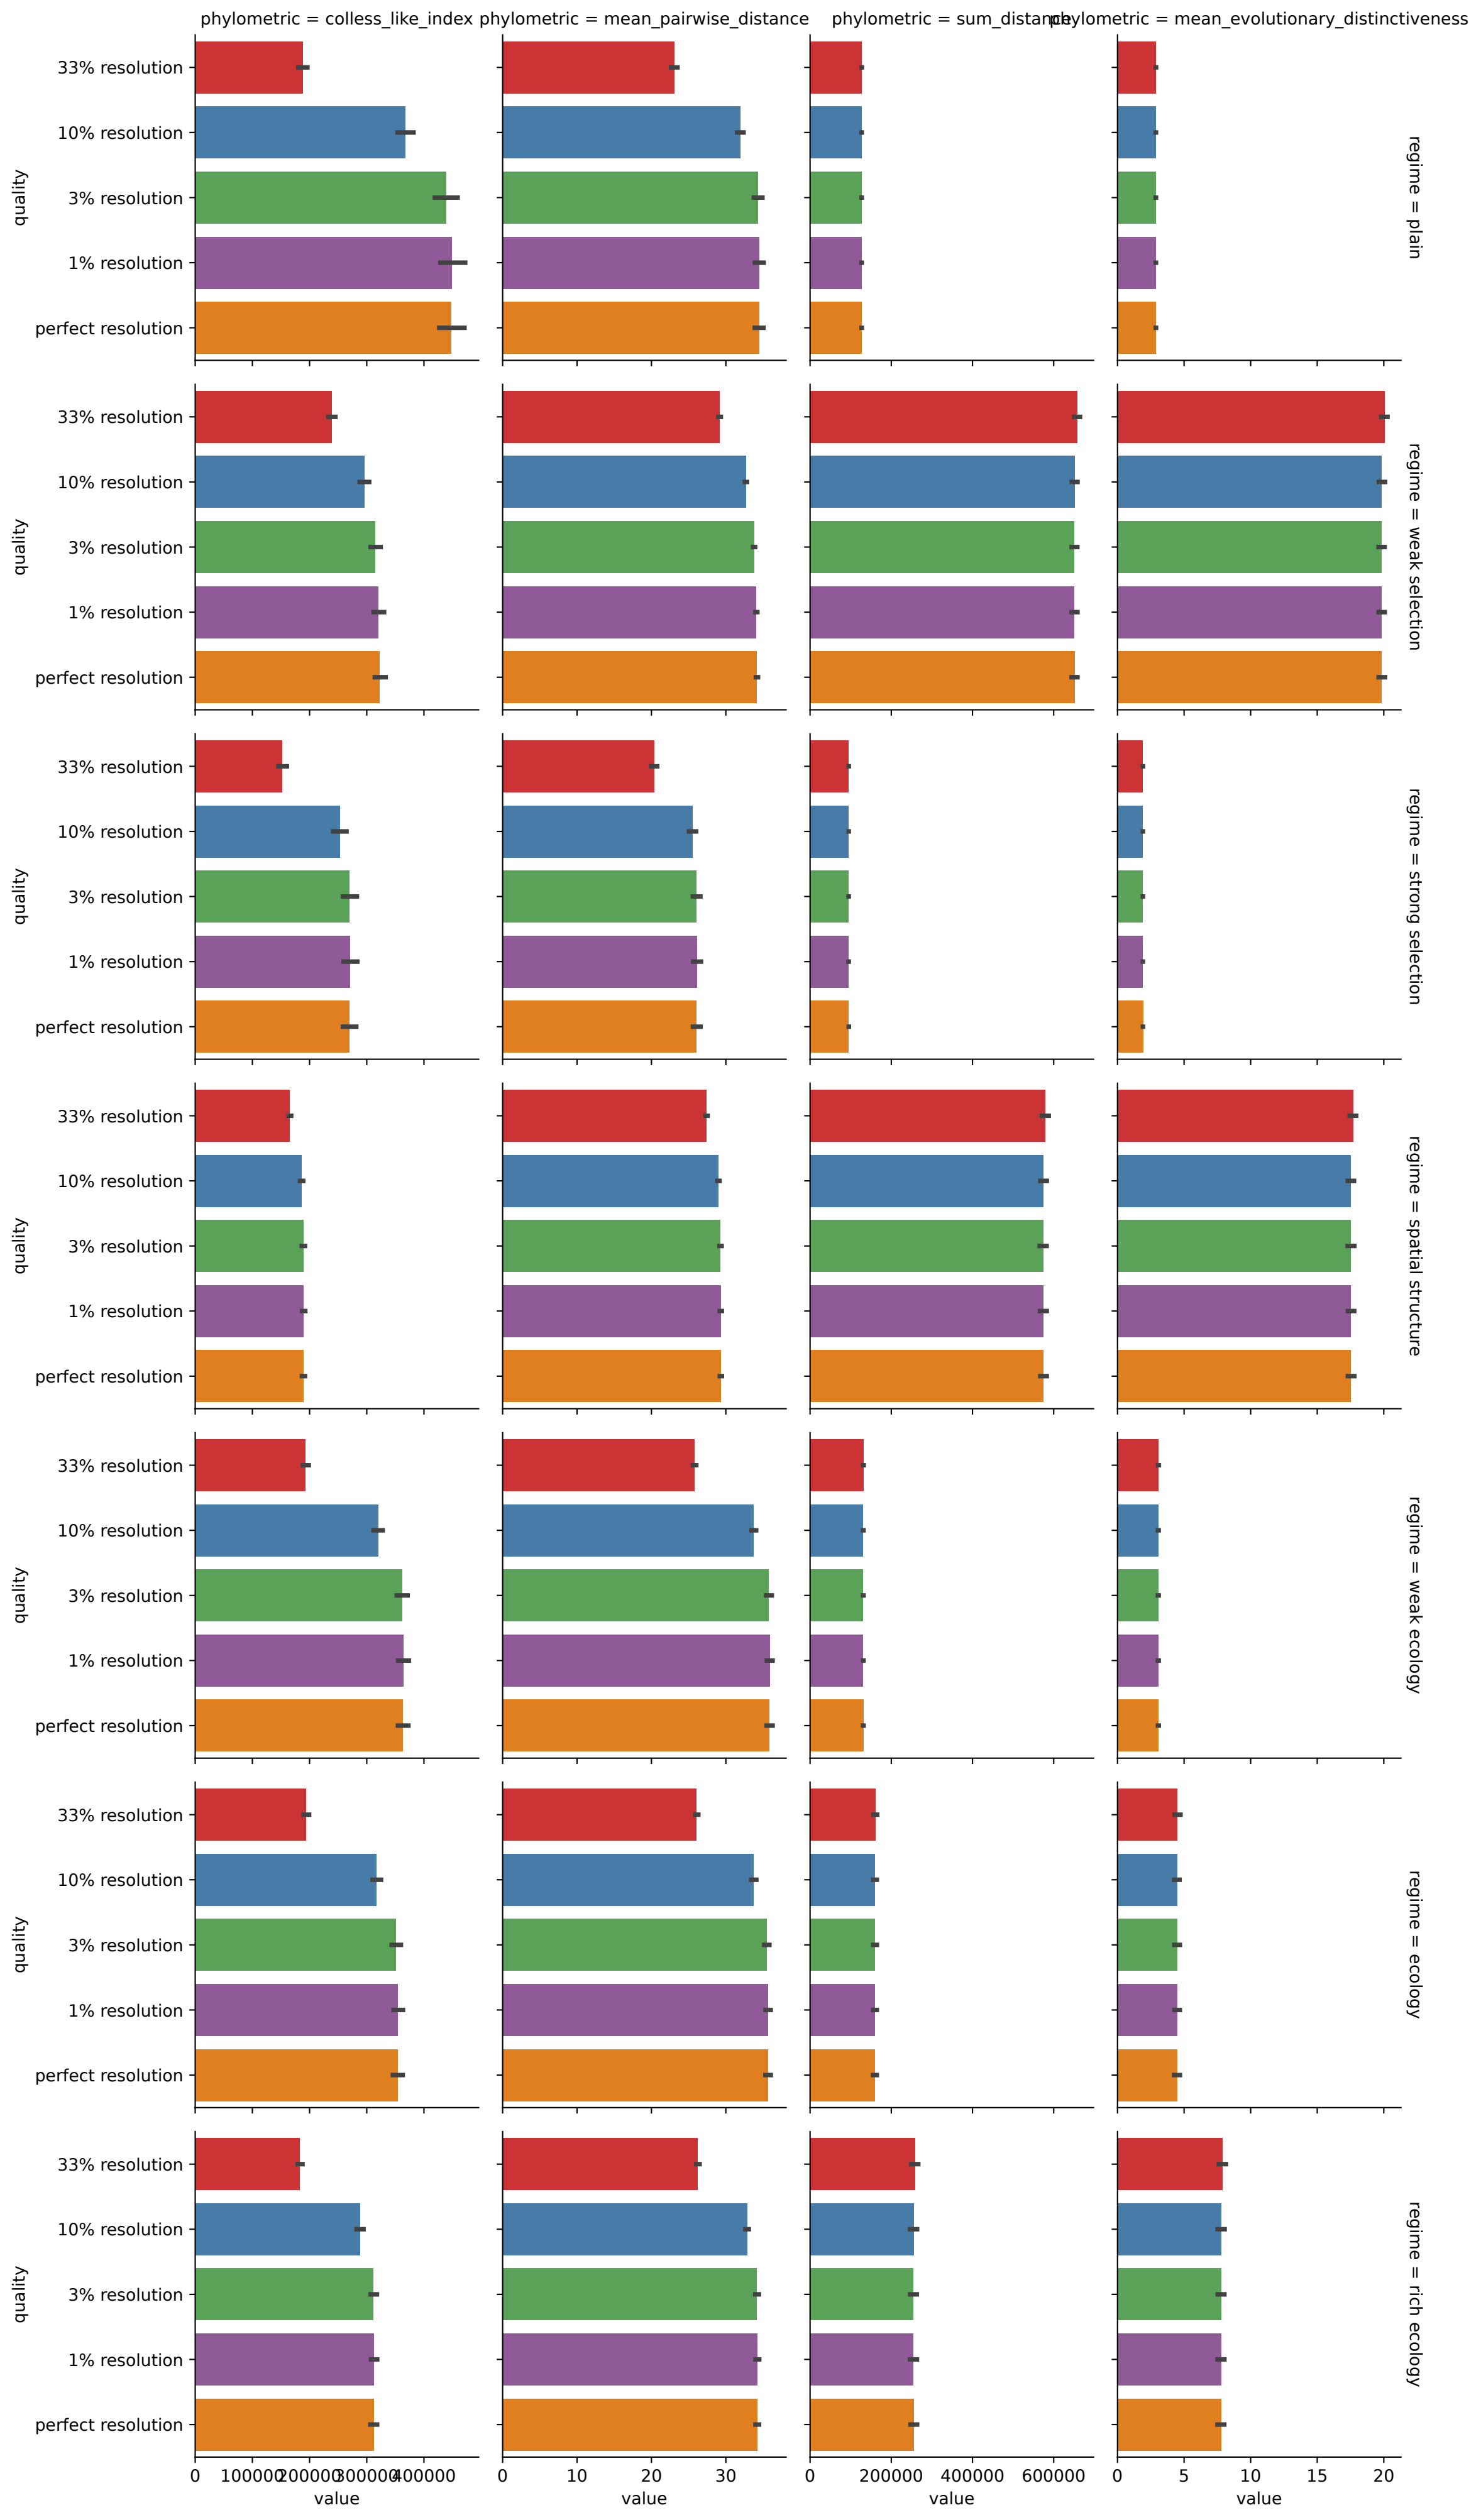 phylometric = colless_like_index
phylometric = mean_pairwise_distance
phylometric = sum_distance
phylometric = mean_evolutionary_distinctiveness
quality
33% resolution
10% resolution
3% resolution
1% resolution
perfect resolution
regime = plain
quality
33% resolution
10% resolution
3% resolution
1% resolution
perfect resolution
regime = weak selection
quality
33% resolution
10% resolution
3% resolution
1% resolution
perfect resolution
regime = strong selection
quality
33% resolution
10% resolution
3% resolution
1% resolution
perfect resolution
regime = spatial structure
quality
33% resolution
10% resolution
3% resolution
1% resolution
perfect resolution
regime = weak ecology
quality
33% resolution
10% resolution
3% resolution
1% resolution
perfect resolution
regime = ecology
quality
33% resolution
10% resolution
3% resolution
1% resolution
perfect resolution
regime = rich ecology
0 100000 200000 300000 400000
value
0 10 20 30
value
0 200000 400000 600000
value
0 5 10 15 20
value